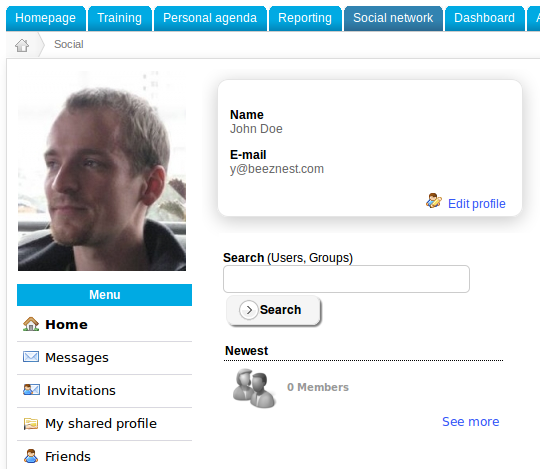 Homepage Training Personal agenda Reporting Social network Dashboard
Social
Name
John Doe
E-mail
y@beeznest.com
Edit profile
Menu
Home
Messages
Invitations
My shared profile
Friends
Search (Users, Groups)
Search
Newest
0 Members
See more